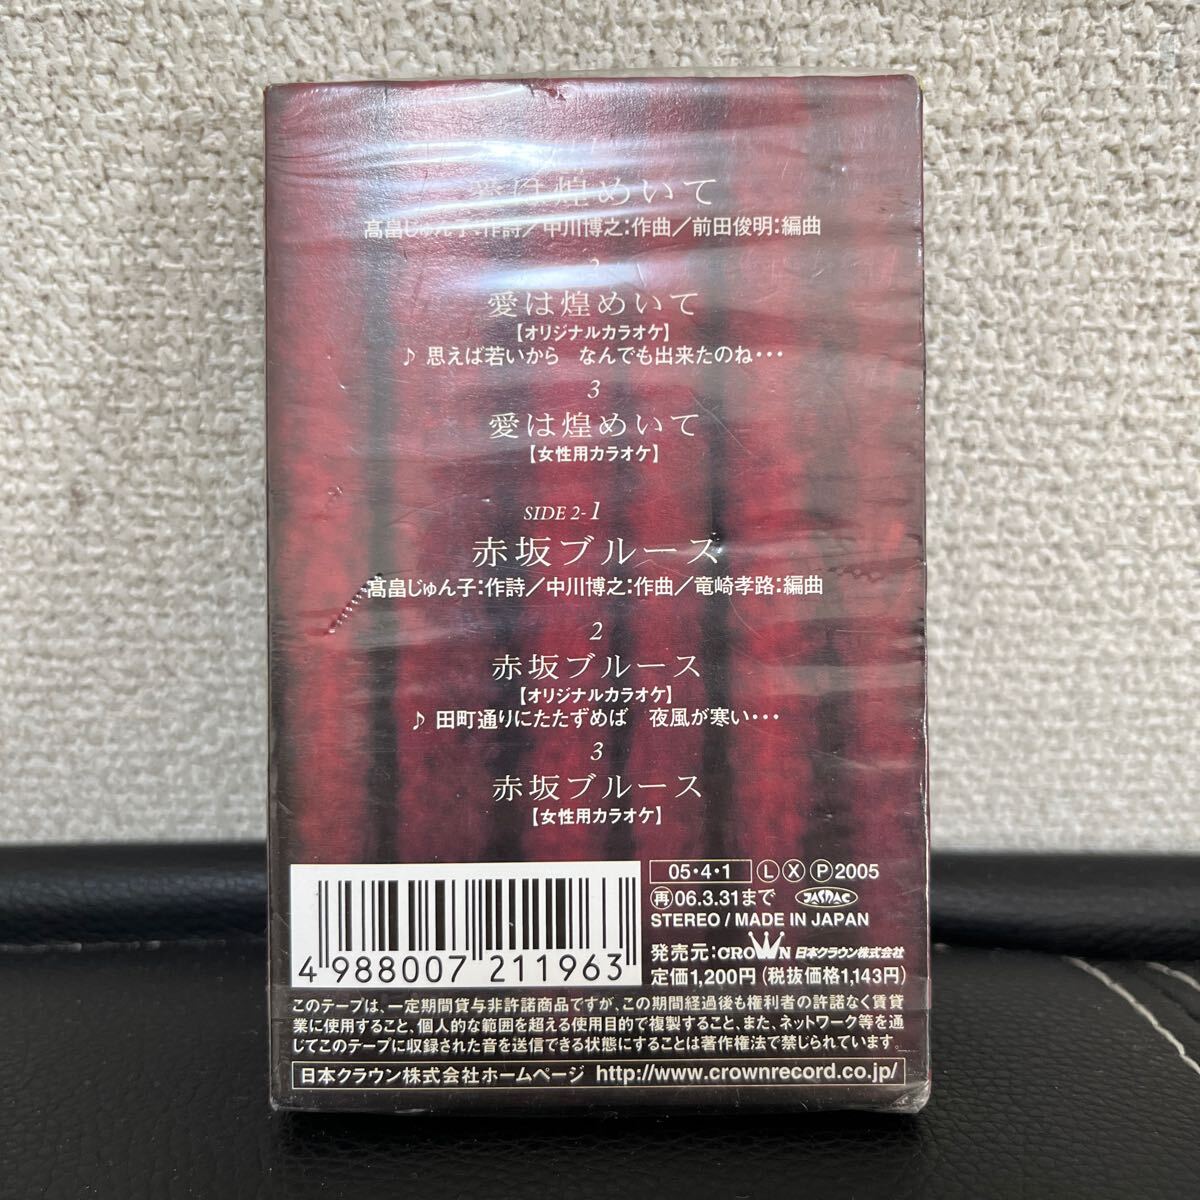 愛は煌めいて
髙畠じゅん子:作詩／中川博之:作曲／前田俊明:編曲
2
愛は煌めいて
【オリジナルカラオケ】
♪ 思えば若いから　なんでも出来たのね･･･
3
愛は煌めいて
【女性用カラオケ】
SIDE 2-1
赤坂ブルース
髙畠じゅん子:作詩／中川博之:作曲／竜崎孝路:編曲
2
赤坂ブルース
【オリジナルカラオケ】
♪ 田町通りにたたずめば　夜風が寒い･･･
3
赤坂ブルース
【女性用カラオケ】
4 988007 211963
05･4･1 Ⓛ Ⓧ Ⓟ2005
再06.3.31まで JASRAC
STEREO / MADE IN JAPAN
発売元:CROWN 日本クラウン株式会社
定価1,200円 (税抜価格1,143円)
このテープは、一定期間貸与非許諾商品ですが、この期間経過後も権利者の許諾なく賃貸
業に使用すること、個人的な範囲を超える使用目的で複製すること、また、ネットワーク等を通
じてこのテープに収録された音を送信できる状態にすることは著作権法で禁じられています。
日本クラウン株式会社ホームページ http://www.crownrecord.co.jp/